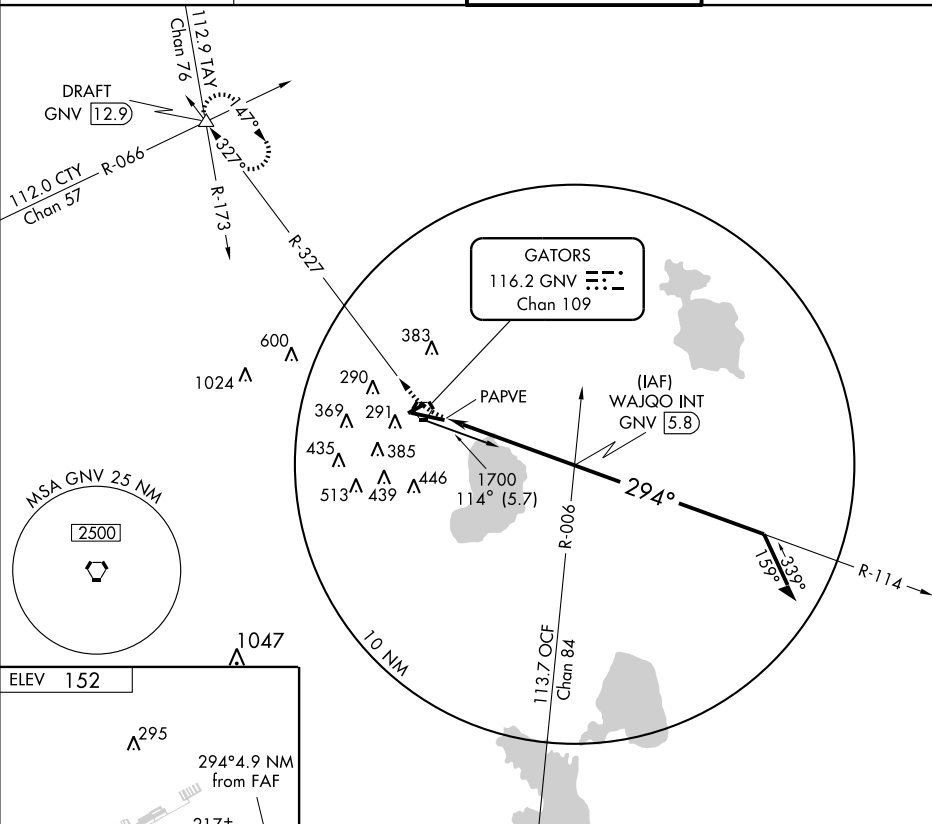 112.9 TAY
Chan 76
DRAFT
GNV 12.9
147°
327°
R-066
112.0 CTY
Chan 57
R-173
R-327
GATORS
116.2 GNV
Chan 109
383
600
1024
290
PAPVE
(IAF)
WAJQO INT
GNV 5.8
369
291
435
385
513
439
446
1700
114° (5.7)
294°
R-006
MSA GNV 25 NM
2500
159°
339°
R-114
10 NM
113.7 OCF
Chan 84
1047
ELEV 152
295
294°4.9 NM
from FAF
217±